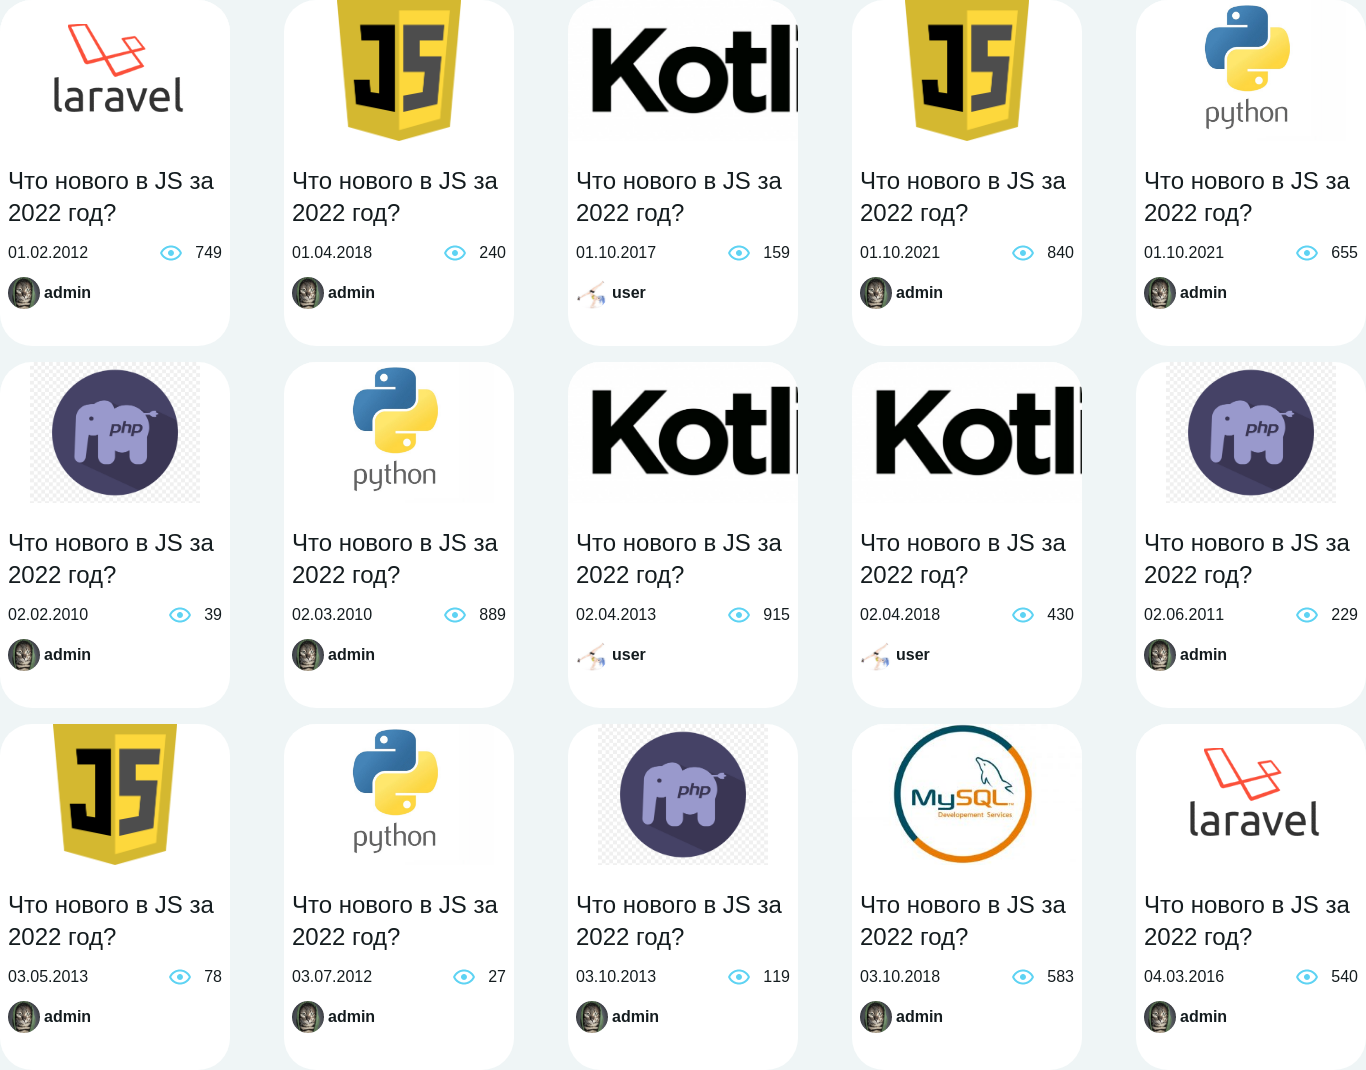 laravel
Что нового в JS за
2022 год?
01.02.2012 749
admin
JS
Что нового в JS за
2022 год?
01.04.2018 240
admin
Kotli
Что нового в JS за
2022 год?
01.10.2017 159
user
JS
Что нового в JS за
2022 год?
01.10.2021 840
admin
python
Что нового в JS за
2022 год?
01.10.2021 655
admin
php
Что нового в JS за
2022 год?
02.02.2010 39
admin
python
Что нового в JS за
2022 год?
02.03.2010 889
admin
Kotli
Что нового в JS за
2022 год?
02.04.2013 915
user
Kotli
Что нового в JS за
2022 год?
02.04.2018 430
user
php
Что нового в JS за
2022 год?
02.06.2011 229
admin
JS
Что нового в JS за
2022 год?
03.05.2013 78
admin
python
Что нового в JS за
2022 год?
03.07.2012 27
admin
php
Что нового в JS за
2022 год?
03.10.2013 119
admin
MySQL™
Developement Services
Что нового в JS за
2022 год?
03.10.2018 583
admin
laravel
Что нового в JS за
2022 год?
04.03.2016 540
admin